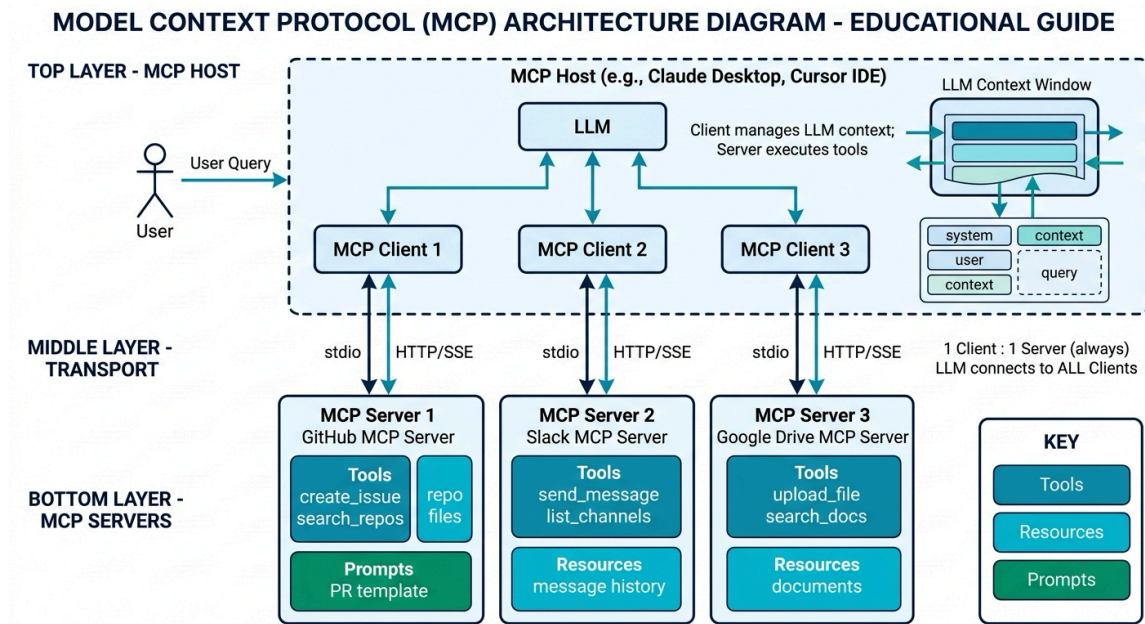 MODEL CONTEXT PROTOCOL (MCP) ARCHITECTURE DIAGRAM - EDUCATIONAL GUIDE
TOP LAYER - MCP HOST
MCP Host (e.g., Claude Desktop, Cursor IDE)
LLM Context Window
LLM
Client manages LLM context;
Server executes tools
User Query
User
MCP Client 1
MCP Client 2
MCP Client 3
system
context
user
query
context
MIDDLE LAYER -
TRANSPORT
stdio
HTTP/SSE
stdio
HTTP/SSE
stdio
HTTP/SSE
1 Client : 1 Server (always)
LLM connects to ALL Clients
BOTTOM LAYER -
MCP SERVERS
MCP Server 1
GitHub MCP Server
Tools
create_issue
search_repos
repo
files
Prompts
PR template
MCP Server 2
Slack MCP Server
Tools
send_message
list_channels
Resources
message history
MCP Server 3
Google Drive MCP Server
Tools
upload_file
search_docs
Resources
documents
KEY
Tools
Resources
Prompts